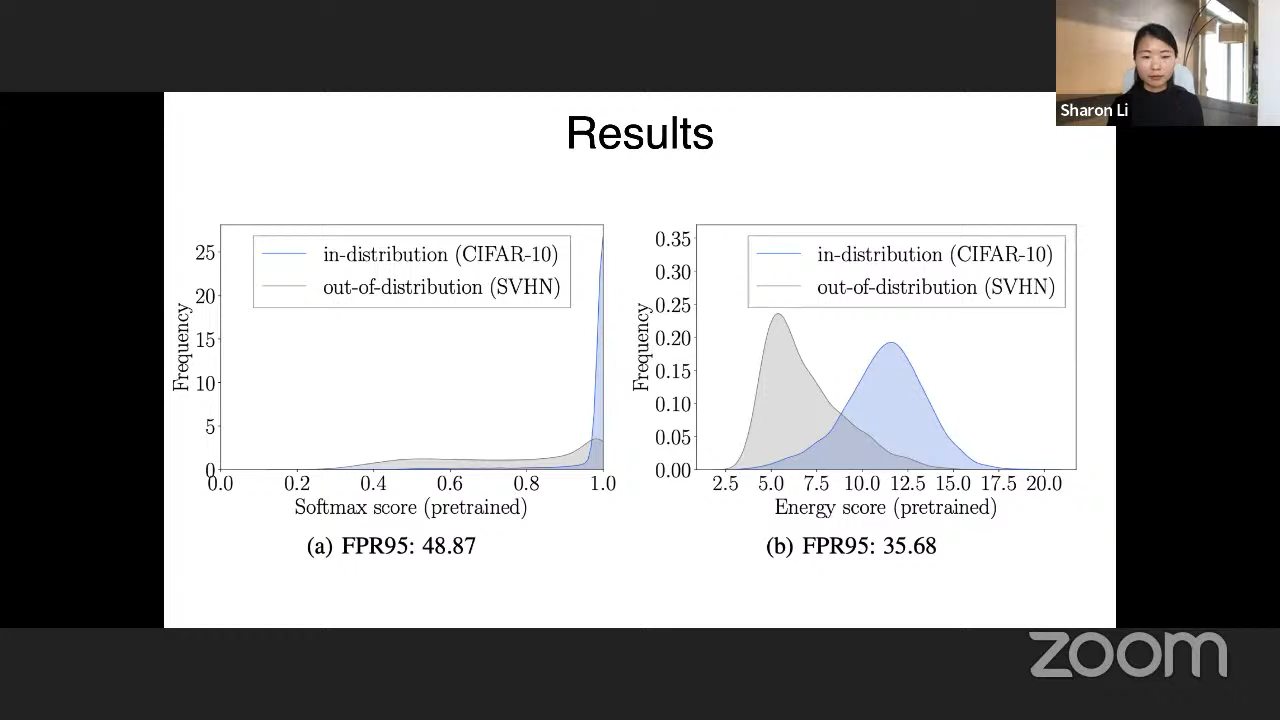 Sharon Li
Results
in-distribution (CIFAR-10)
out-of-distribution (SVHN)
Frequency
25
20
15
10
5
0
0.0 0.2 0.4 0.6 0.8 1.0
Softmax score (pretrained)
(a) FPR95: 48.87
in-distribution (CIFAR-10)
out-of-distribution (SVHN)
Frequency
0.35
0.30
0.25
0.20
0.15
0.10
0.05
0.00
2.5 5.0 7.5 10.0 12.5 15.0 17.5 20.0
Energy score (pretrained)
(b) FPR95: 35.68
zoom